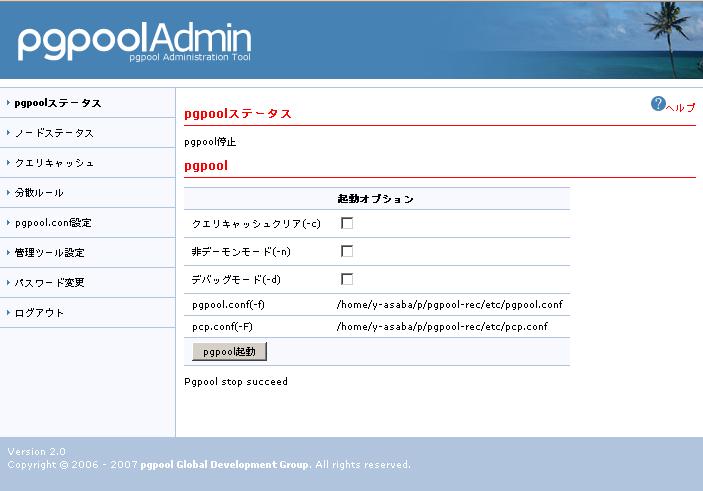 pgpoolAdmin
pgpool Administration Tool
pgpoolステータス
ノードステータス
クエリキャッシュ
分散ルール
pgpool.conf設定
管理ツール設定
パスワード変更
ログアウト
ヘルプ
pgpoolステータス
pgpool停止
pgpool
起動オプション
クエリキャッシュクリア(-c)
非デーモンモード(-n)
デバッグモード(-d)
pgpool.conf(-f) /home/y-asaba/p/pgpool-rec/etc/pgpool.conf
pcp.conf(-F) /home/y-asaba/p/pgpool-rec/etc/pcp.conf
pgpool起動
Pgpool stop succeed
Version 2.0
Copyright © 2006 - 2007 pgpool Global Development Group. All rights reserved.